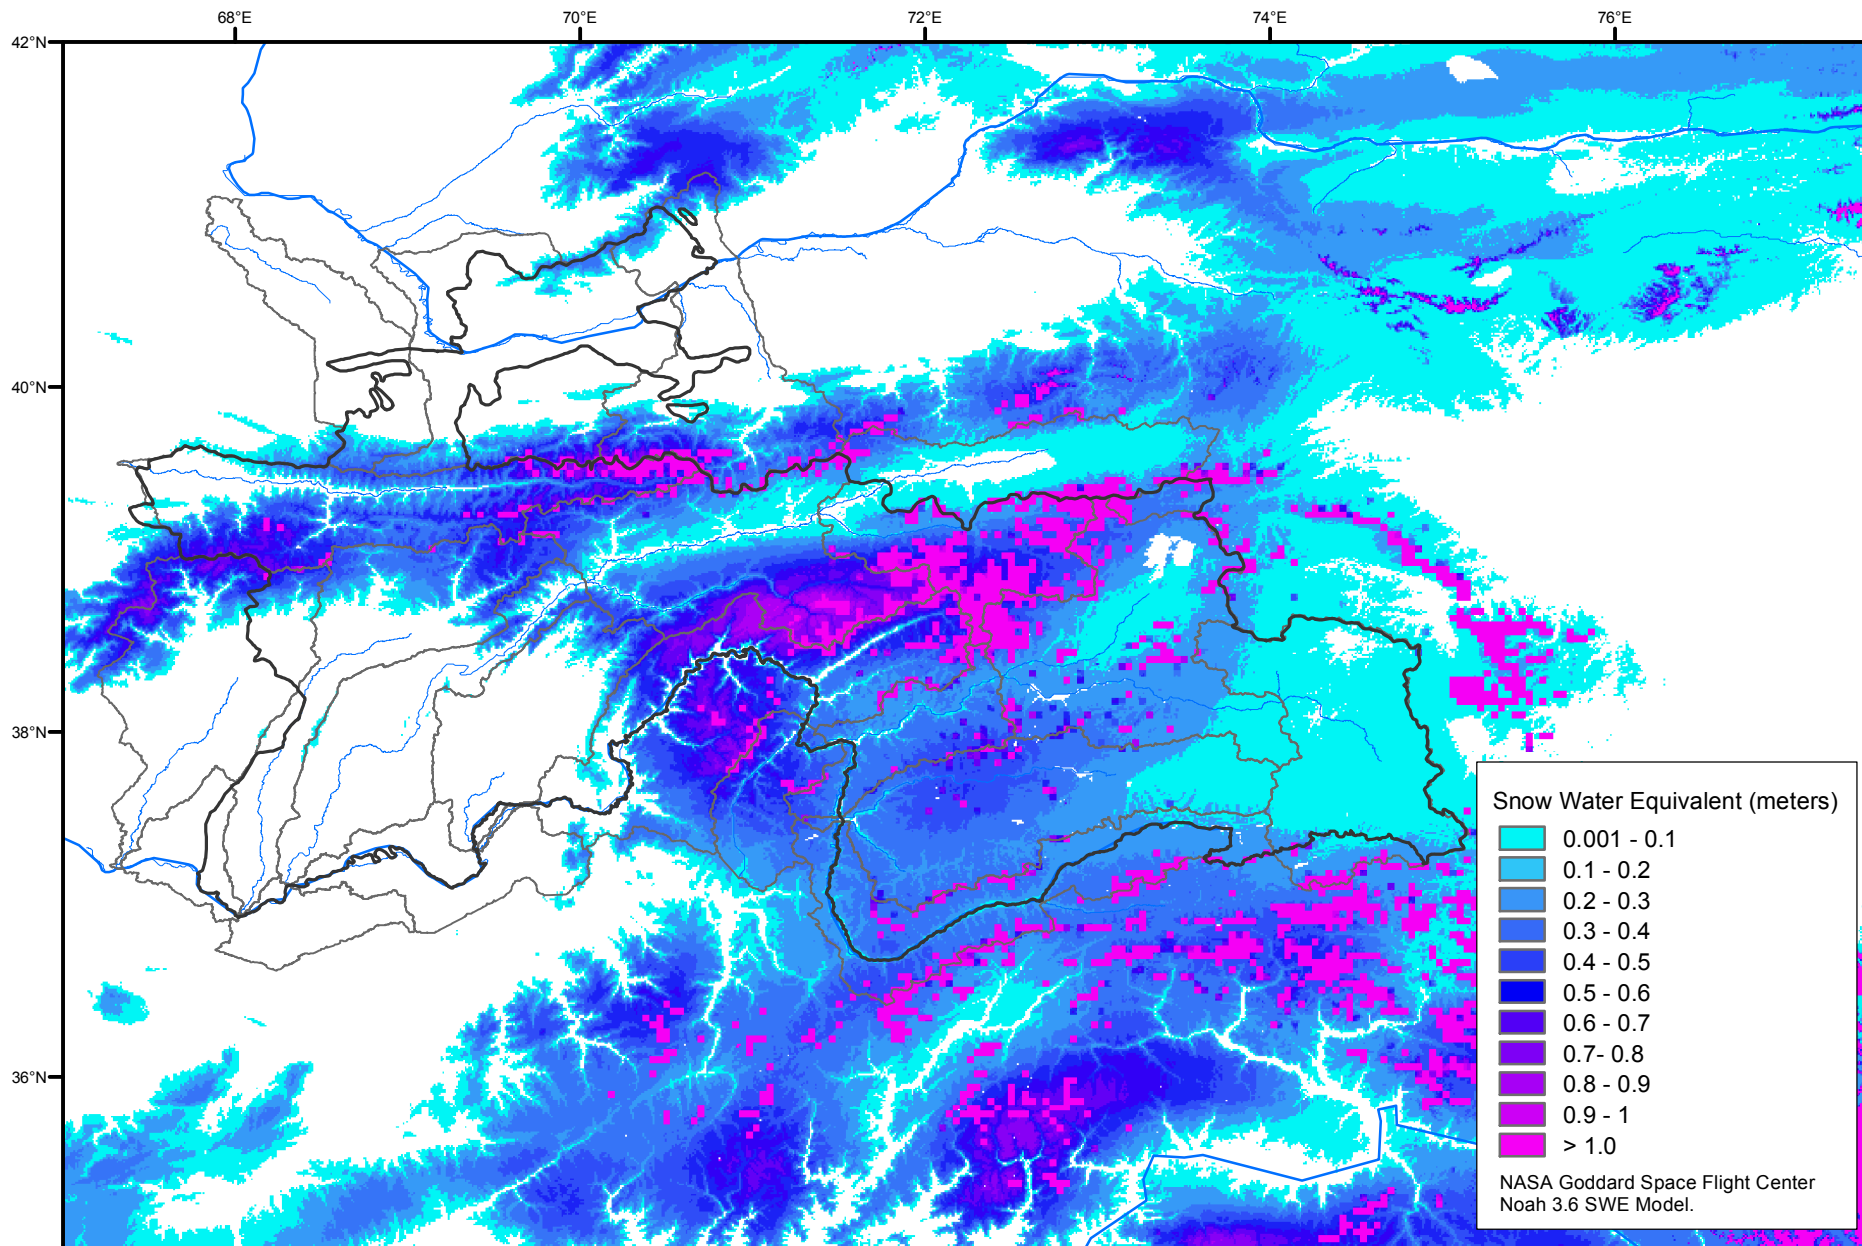 68°E
70°E
72°E
74°E
76°E
42°N
40°N
38°N
36°N
Snow Water Equivalent (meters)
0.001 - 0.1
0.1 - 0.2
0.2 - 0.3
0.3 - 0.4
0.4 - 0.5
0.5 - 0.6
0.6 - 0.7
0.7- 0.8
0.8 - 0.9
0.9 - 1
> 1.0
NASA Goddard Space Flight Center
Noah 3.6 SWE Model.